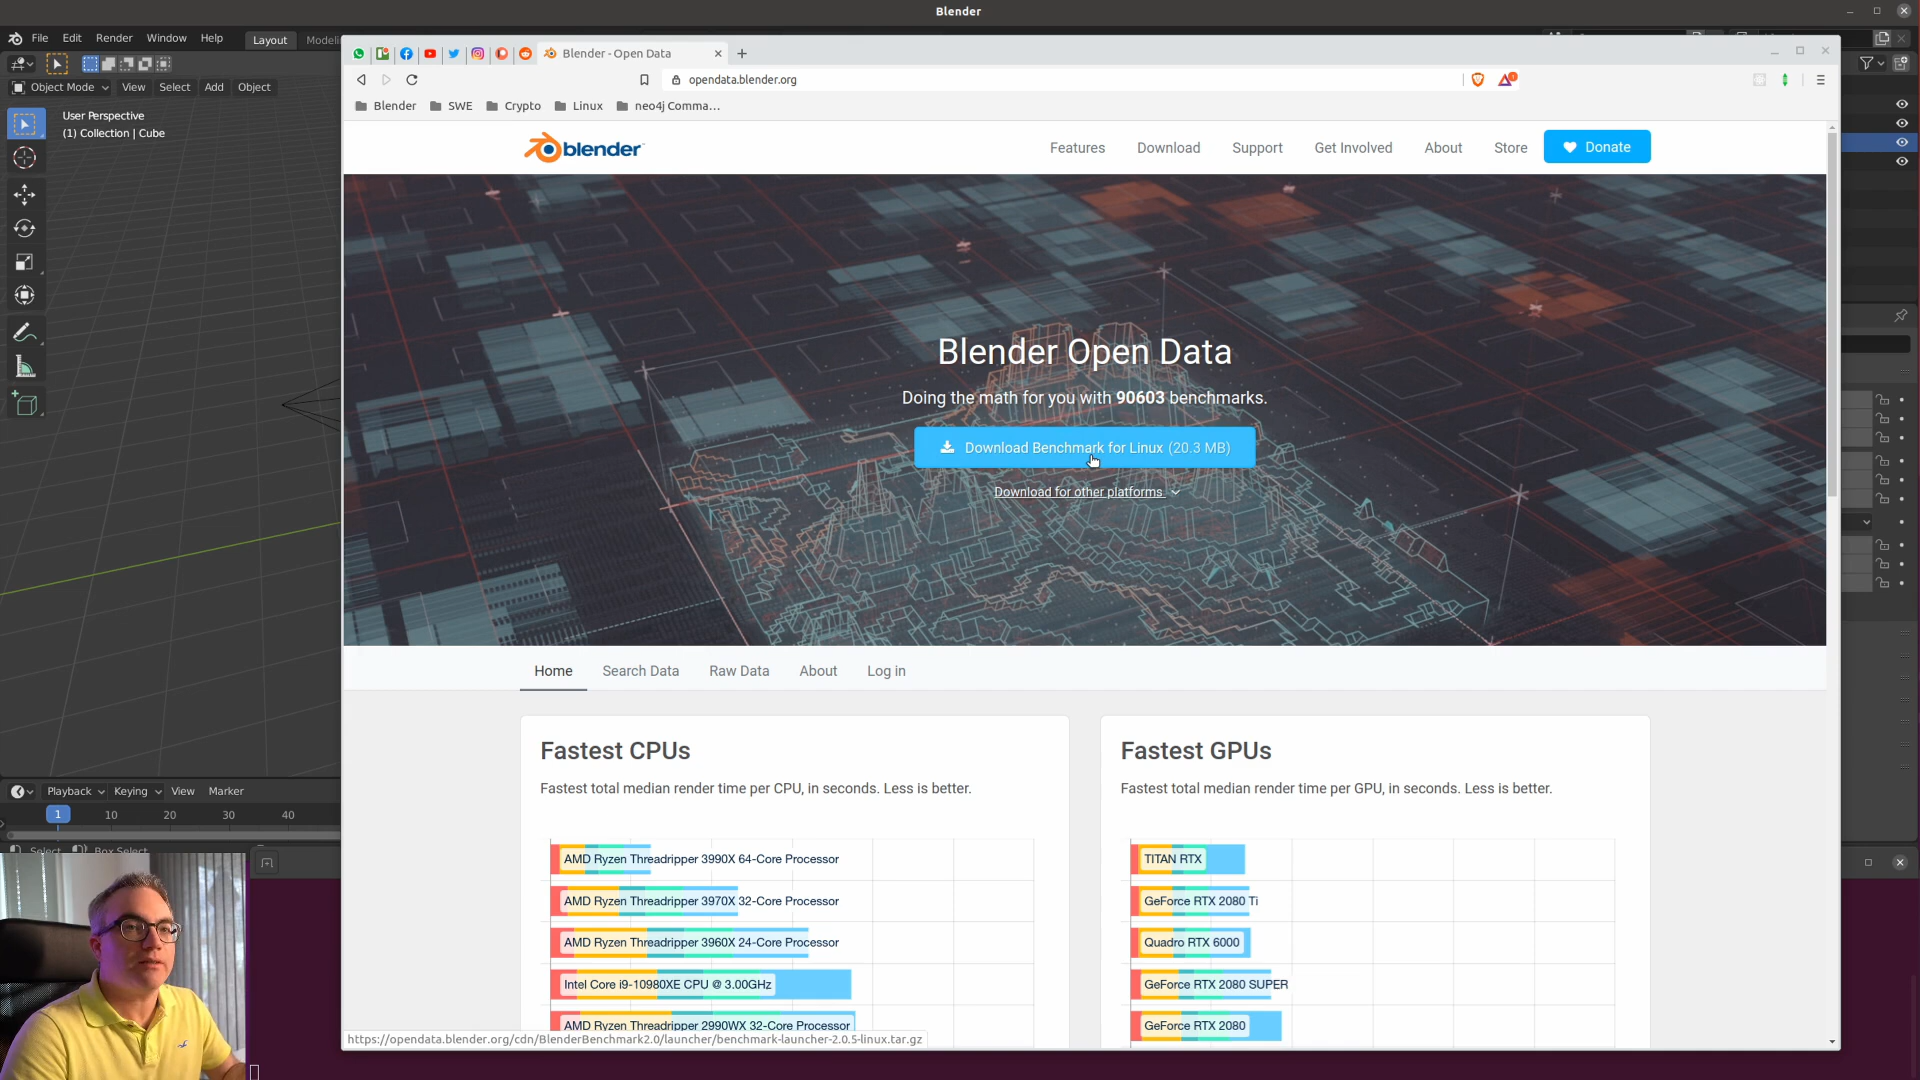 Blender
File Edit Render Window Help Layout
Blender - Open Data
opendata.blender.org
Object Mode View Select Add Object
Blender SWE Crypto Linux neo4j Comma...
User Perspective
(1) Collection | Cube
blender
Features Download Support Get Involved About Store Donate
Blender Open Data
Doing the math for you with 90603 benchmarks.
Download Benchmark for Linux (20.3 MB)
Download for other platforms
Home Search Data Raw Data About Log in
Fastest CPUs
Fastest total median render time per CPU, in seconds. Less is better.
AMD Ryzen Threadripper 3990X 64-Core Processor
AMD Ryzen Threadripper 3970X 32-Core Processor
AMD Ryzen Threadripper 3960X 24-Core Processor
Intel Core i9-10980XE CPU @ 3.00GHz
AMD Ryzen Threadripper 2990WX 32-Core Processor
Fastest GPUs
Fastest total median render time per GPU, in seconds. Less is better.
TITAN RTX
GeForce RTX 2080 Ti
Quadro RTX 6000
GeForce RTX 2080 SUPER
GeForce RTX 2080
Playback Keying View Marker
1 10 20 30 40
Select Box Select
https://opendata.blender.org/cdn/BlenderBenchmark2.0/launcher/benchmark-launcher-2.0.5-linux.tar.gz